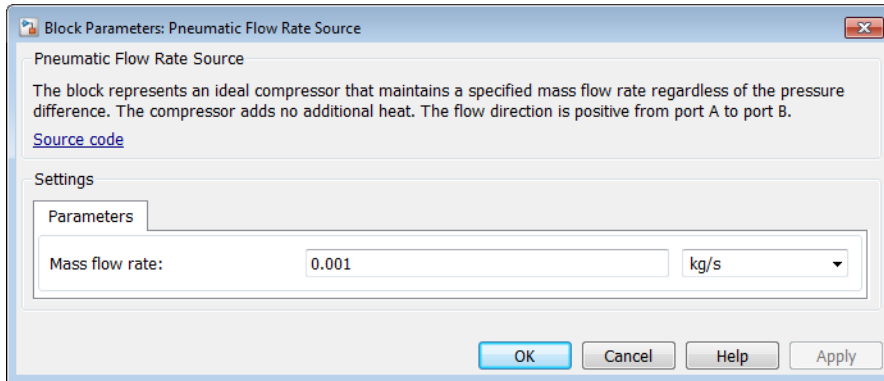 Block Parameters: Pneumatic Flow Rate Source
Pneumatic Flow Rate Source
The block represents an ideal compressor that maintains a specified mass flow rate regardless of the pressure
difference. The compressor adds no additional heat. The flow direction is positive from port A to port B.
Source code
Settings
Parameters
Mass flow rate: 0.001 kg/s
OK Cancel Help Apply